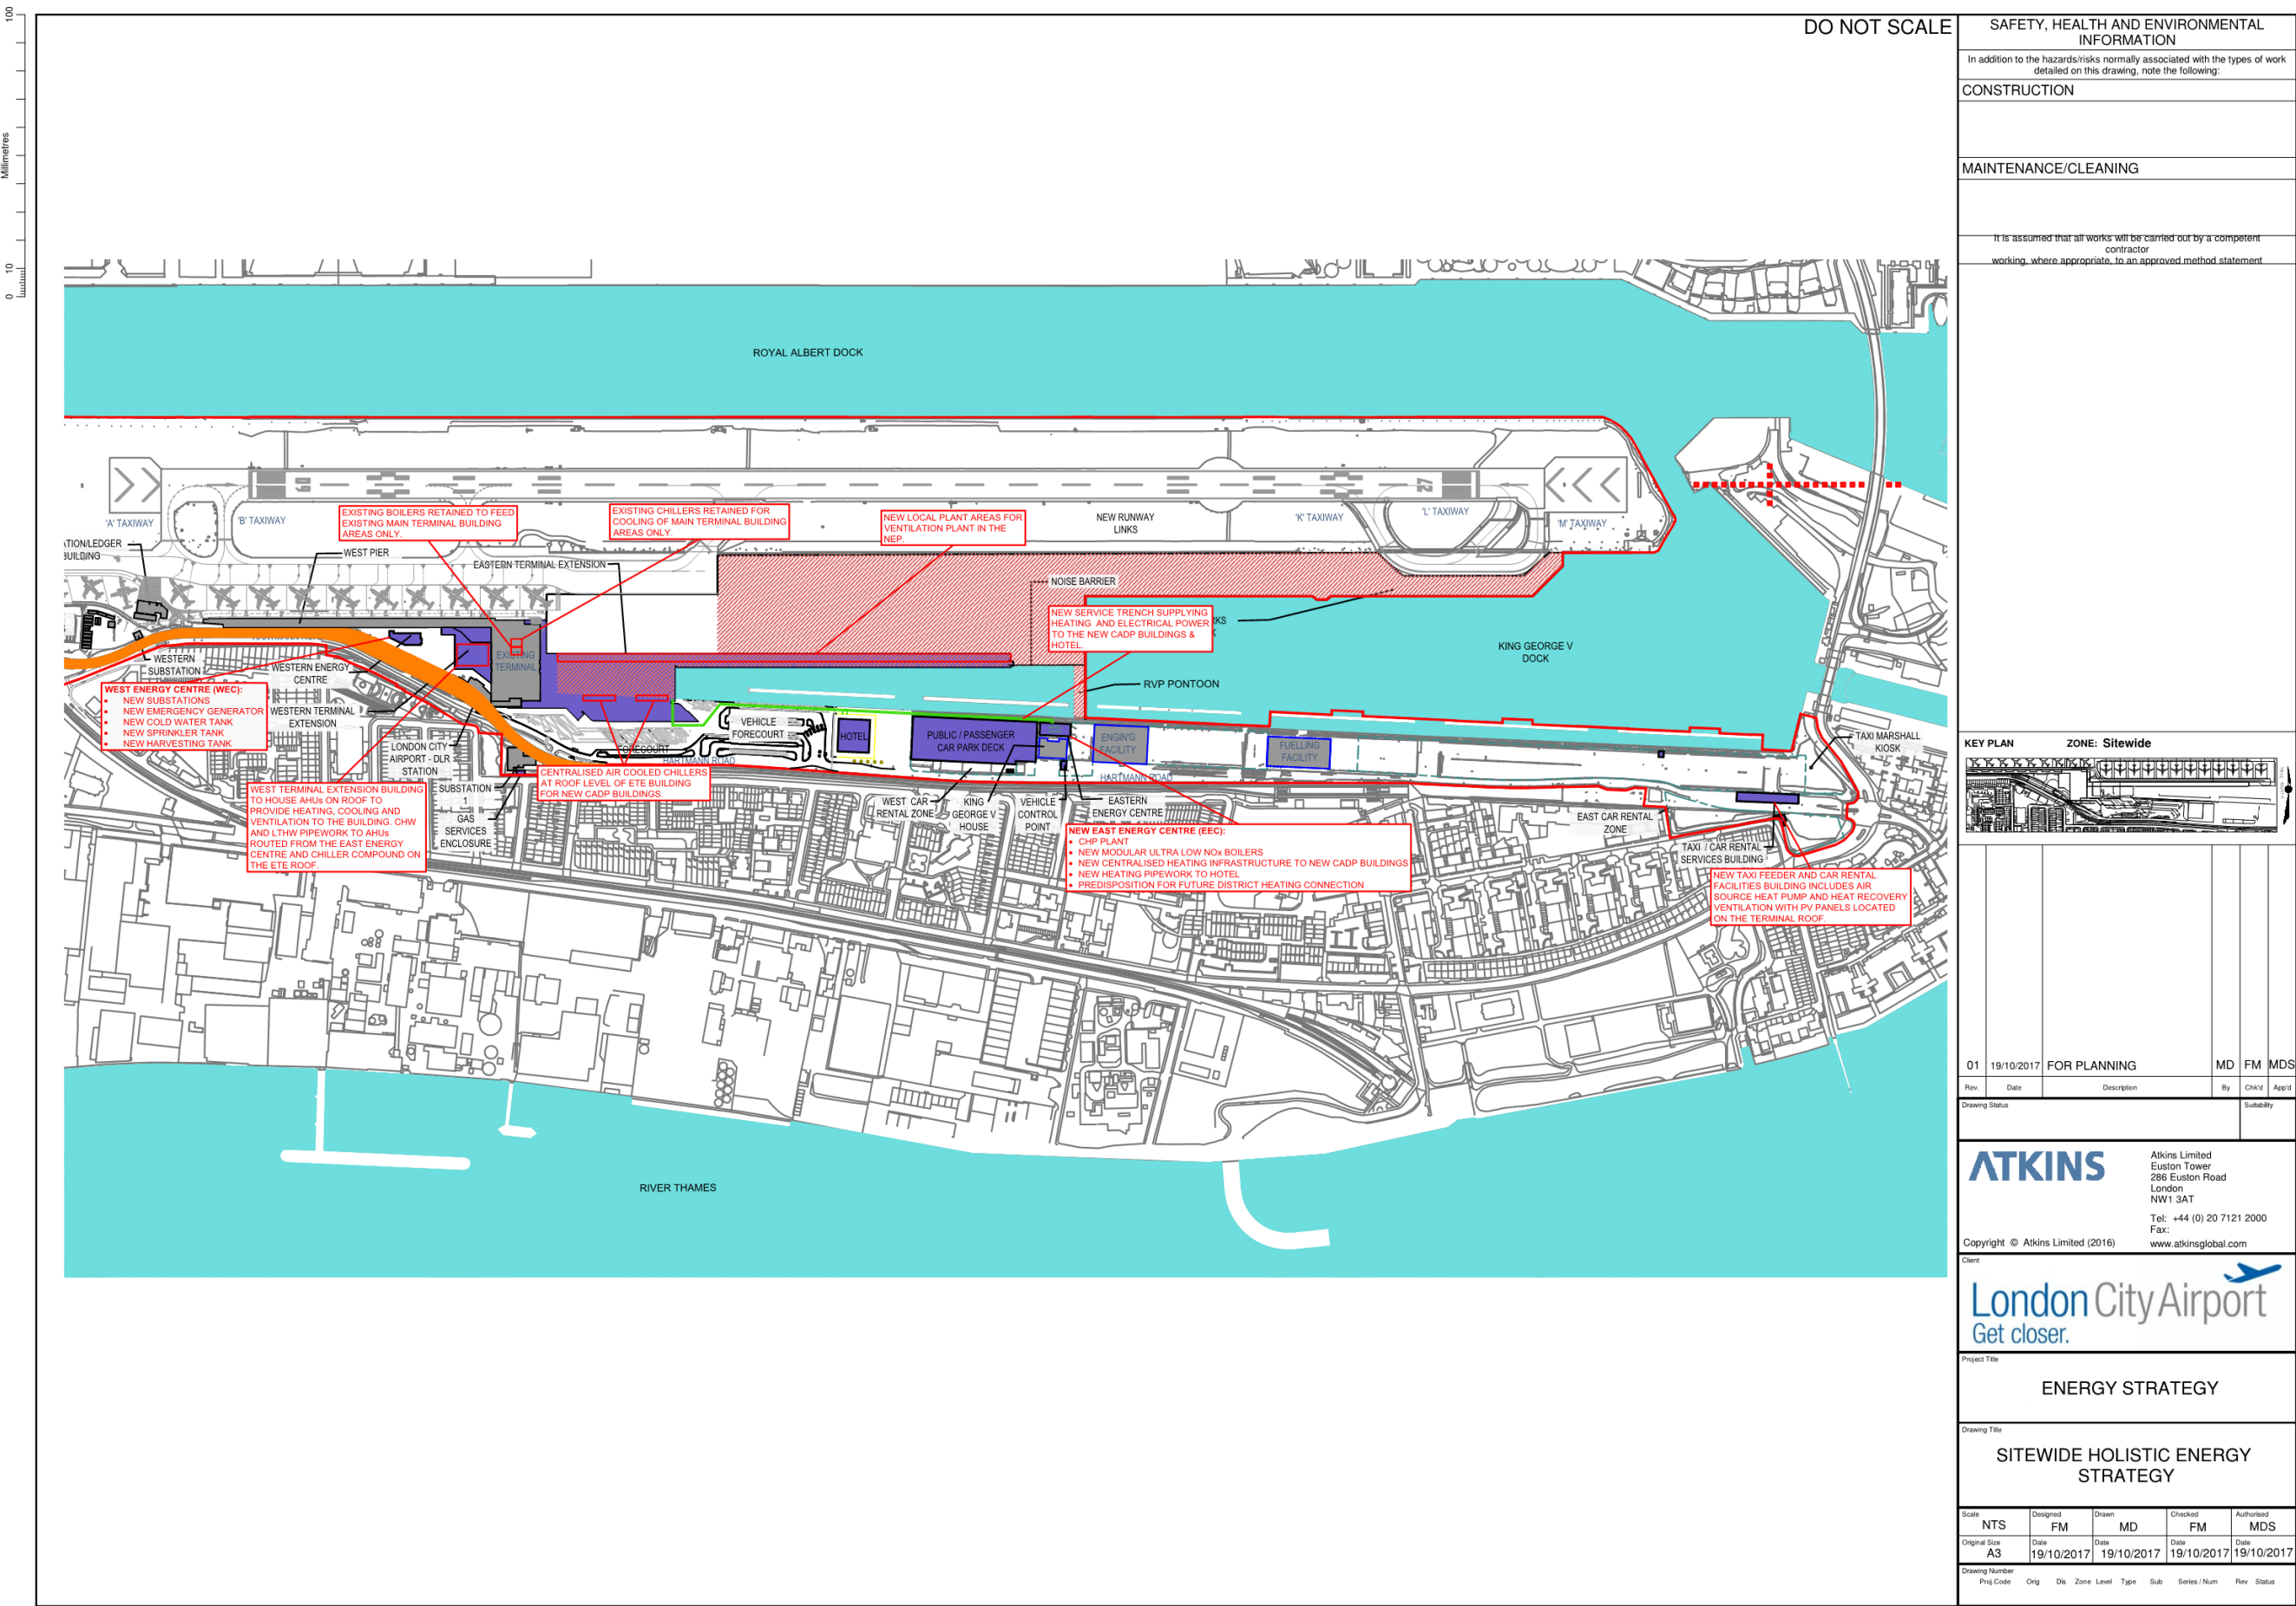 DO NOT SCALE
100
Millimetres
10
0
ROYAL ALBERT DOCK
'A' TAXIWAY
'B' TAXIWAY
EXISTING BOILERS RETAINED TO FEED
EXISTING MAIN TERMINAL BUILDING
AREAS ONLY.
EXISTING CHILLERS RETAINED FOR
COOLING OF MAIN TERMINAL BUILDING
AREAS ONLY.
NEW LOCAL PLANT AREAS FOR
VENTILATION PLANT IN THE
NEP.
NEW RUNWAY
LINKS
'K' TAXIWAY
'L' TAXIWAY
'M' TAXIWAY
27
ATION/LEDGER
BUILDING
WEST PIER
EASTERN TERMINAL EXTENSION
NOISE BARRIER
NEW SERVICE TRENCH SUPPLYING
HEATING AND ELECTRICAL POWER
TO THE NEW CADP BUILDINGS &
HOTEL.
RKS
KING GEORGE V
DOCK
EXISTING
TERMINAL
WESTERN
SUBSTATION
WESTERN ENERGY
CENTRE
RVP PONTOON
WEST ENERGY CENTRE (WEC):
• NEW SUBSTATIONS
• NEW EMERGENCY GENERATOR
• NEW COLD WATER TANK
• NEW SPRINKLER TANK
• NEW HARVESTING TANK
WESTERN TERMINAL
EXTENSION
LONDON CITY
AIRPORT - DLR
STATION
SUBSTATION
1
GAS
SERVICES
ENCLOSURE
VEHICLE
FORECOURT
FORECOURT
HARTMANN ROAD
HOTEL
PUBLIC / PASSENGER
CAR PARK DECK
ENGIN'G
FACILITY
FUELLING
FACILITY
HARTMANN ROAD
TAXI MARSHALL
KIOSK
CENTRALISED AIR COOLED CHILLERS
AT ROOF LEVEL OF ETE BUILDING
FOR NEW CADP BUILDINGS.
WEST TERMINAL EXTENSION BUILDING
TO HOUSE AHUs ON ROOF TO
PROVIDE HEATING, COOLING AND
VENTILATION TO THE BUILDING. CHW
AND LTHW PIPEWORK TO AHUs
ROUTED FROM THE EAST ENERGY
CENTRE AND CHILLER COMPOUND ON
THE ETE ROOF.
WEST CAR
RENTAL ZONE
KING
GEORGE V
HOUSE
VEHICLE
CONTROL
POINT
EASTERN
ENERGY CENTRE
EAST CAR RENTAL
ZONE
TAXI / CAR RENTAL
SERVICES BUILDING
NEW EAST ENERGY CENTRE (EEC):
• CHP PLANT
• NEW MODULAR ULTRA LOW NOx BOILERS
• NEW CENTRALISED HEATING INFRASTRUCTURE TO NEW CADP BUILDINGS
• NEW HEATING PIPEWORK TO HOTEL
• PREDISPOSITION FOR FUTURE DISTRICT HEATING CONNECTION
NEW TAXI FEEDER AND CAR RENTAL
FACILITIES BUILDING INCLUDES AIR
SOURCE HEAT PUMP AND HEAT RECOVERY
VENTILATION WITH PV PANELS LOCATED
ON THE TERMINAL ROOF.
RIVER THAMES
SAFETY, HEALTH AND ENVIRONMENTAL
INFORMATION
In addition to the hazards/risks normally associated with the types of work
detailed on this drawing, note the following:
CONSTRUCTION
MAINTENANCE/CLEANING
It is assumed that all works will be carried out by a competent
contractor
working, where appropriate, to an approved method statement
KEY PLAN ZONE: Sitewide
01 19/10/2017 FOR PLANNING MD FM MDS
Rev. Date Description By Chk'd App'd
Drawing Status Suitability
ATKINS
Atkins Limited
Euston Tower
286 Euston Road
London
NW1 3AT
Tel: +44 (0) 20 7121 2000
Fax:
Copyright © Atkins Limited (2016) www.atkinsglobal.com
Client
London City Airport
Get closer.
Project Title
ENERGY STRATEGY
Drawing Title
SITEWIDE HOLISTIC ENERGY
STRATEGY
Scale Designed Drawn Checked Authorised
NTS FM MD FM MDS
Original Size Date Date Date Date
A3 19/10/2017 19/10/2017 19/10/2017 19/10/2017
Drawing Number
Proj.Code Orig Dis Zone Level Type Sub Series / Num Rev Status